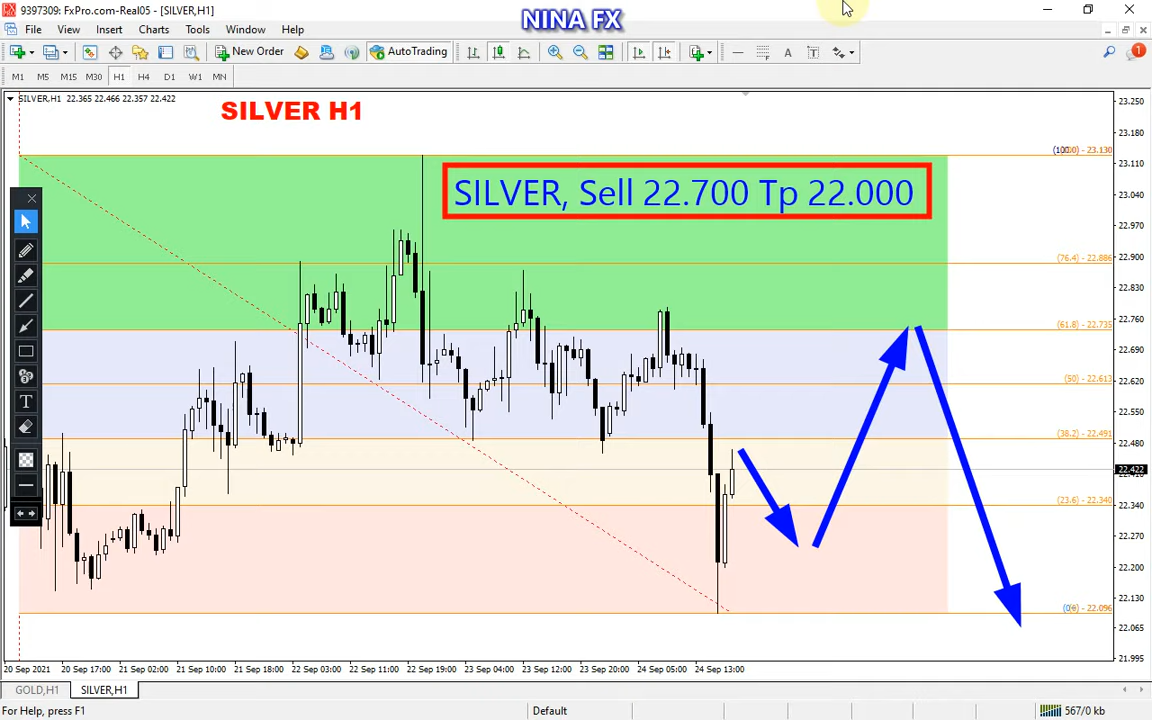 9397309: FxPro.com-Real05 - [SILVER,H1]
NINA FX
File View Insert Charts Tools Window Help
New Order AutoTrading A T 1
M1 M5 M15 M30 H1 H4 D1 W1 MN
SILVER,H1 22.365 22.466 22.357 22.422
SILVER H1
SILVER, Sell 22.700 Tp 22.000
23.250
23.180
23.110
23.040
22.970
22.900
22.830
22.760
22.690
22.620
22.550
22.480
22.422
22.340
22.270
22.200
22.130
22.065
21.995
- 23.130
(76.4) - 22.886
(61.8) - 22.735
(50) - 22.613
(38.2) - 22.491
(23.6) - 22.340
- 22.096
T
20 Sep 2021 20 Sep 17:00 21 Sep 02:00 21 Sep 10:00 21 Sep 18:00 22 Sep 03:00 22 Sep 11:00 22 Sep 19:00 23 Sep 04:00 23 Sep 12:00 23 Sep 20:00 24 Sep 05:00 24 Sep 13:00
GOLD,H1 SILVER,H1
For Help, press F1 Default 567/0 kb